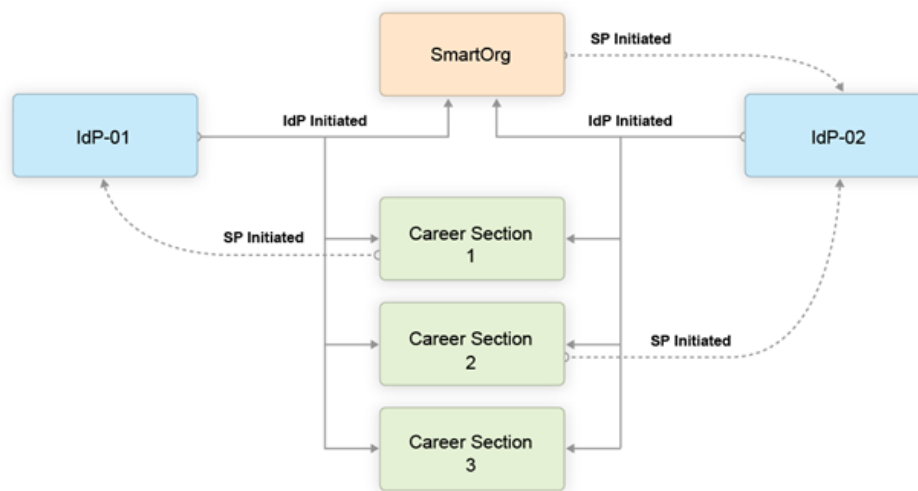 SP Initiated
SmartOrg
IdP Initiated
IdP Initiated
IdP-01
IdP-02
Career Section
1
SP Initiated
Career Section
2
SP Initiated
Career Section
3